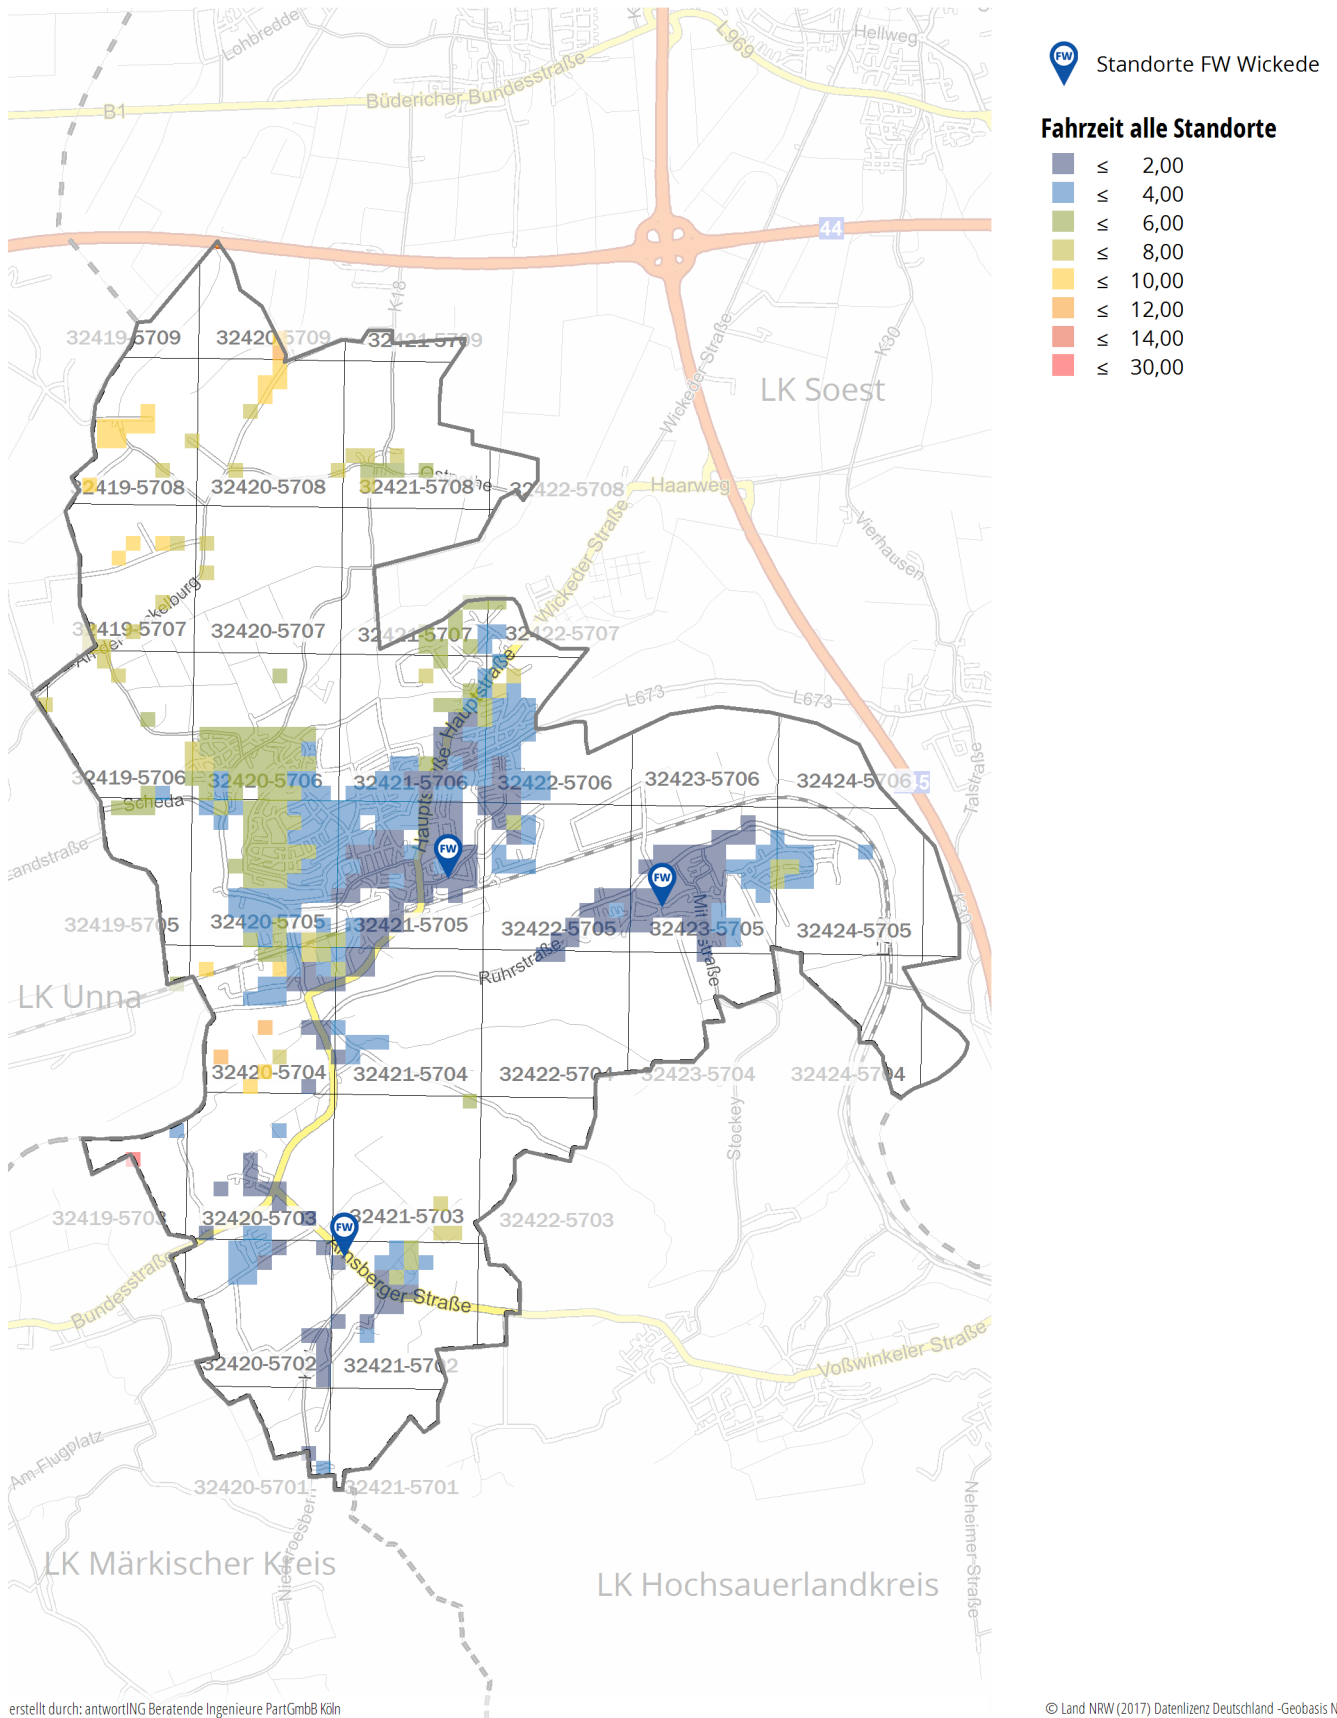 Lohbredde
Hellweg
L969
B1
Büdericher Bundesstraße
44
K18
K30
Wickeder Straße
LK Soest
32419-5709
32420-5709
32421-5709
32419-5708
32420-5708
32421-5708
32422-5708
Haarweg
Vierhausen
Wickeder Straße
32419-5707
32420-5707
32421-5707
32422-5707
L673
L673
Hauptstraße
32419-5706
32420-5706
32421-5706
32422-5706
32423-5706
32424-5706
Talstraße
Scheda
Landstraße
FW
FW
32419-5705
32420-5705
32421-5705
32422-5705
32423-5705
32424-5705
K30
Ruhrstraße
LK Unna
32420-5704
32421-5704
32422-5704
32423-5704
32424-5704
Stockey
32419-5703
32420-5703
32421-5703
32422-5703
FW
Bundesstraße
Arnsberger Straße
Voßwinkeler Straße
32420-5702
32421-5702
Am Flugplatz
32420-5701
32421-5701
Neheimer Straße
LK Märkischer Kreis
LK Hochsauerlandkreis
FW
Standorte FW Wickede
Fahrzeit alle Standorte
≤ 2,00
≤ 4,00
≤ 6,00
≤ 8,00
≤ 10,00
≤ 12,00
≤ 14,00
≤ 30,00
erstellt durch: antwortING Beratende Ingenieure PartGmbB Köln
© Land NRW (2017) Datenlizenz Deutschland -Geobasis N